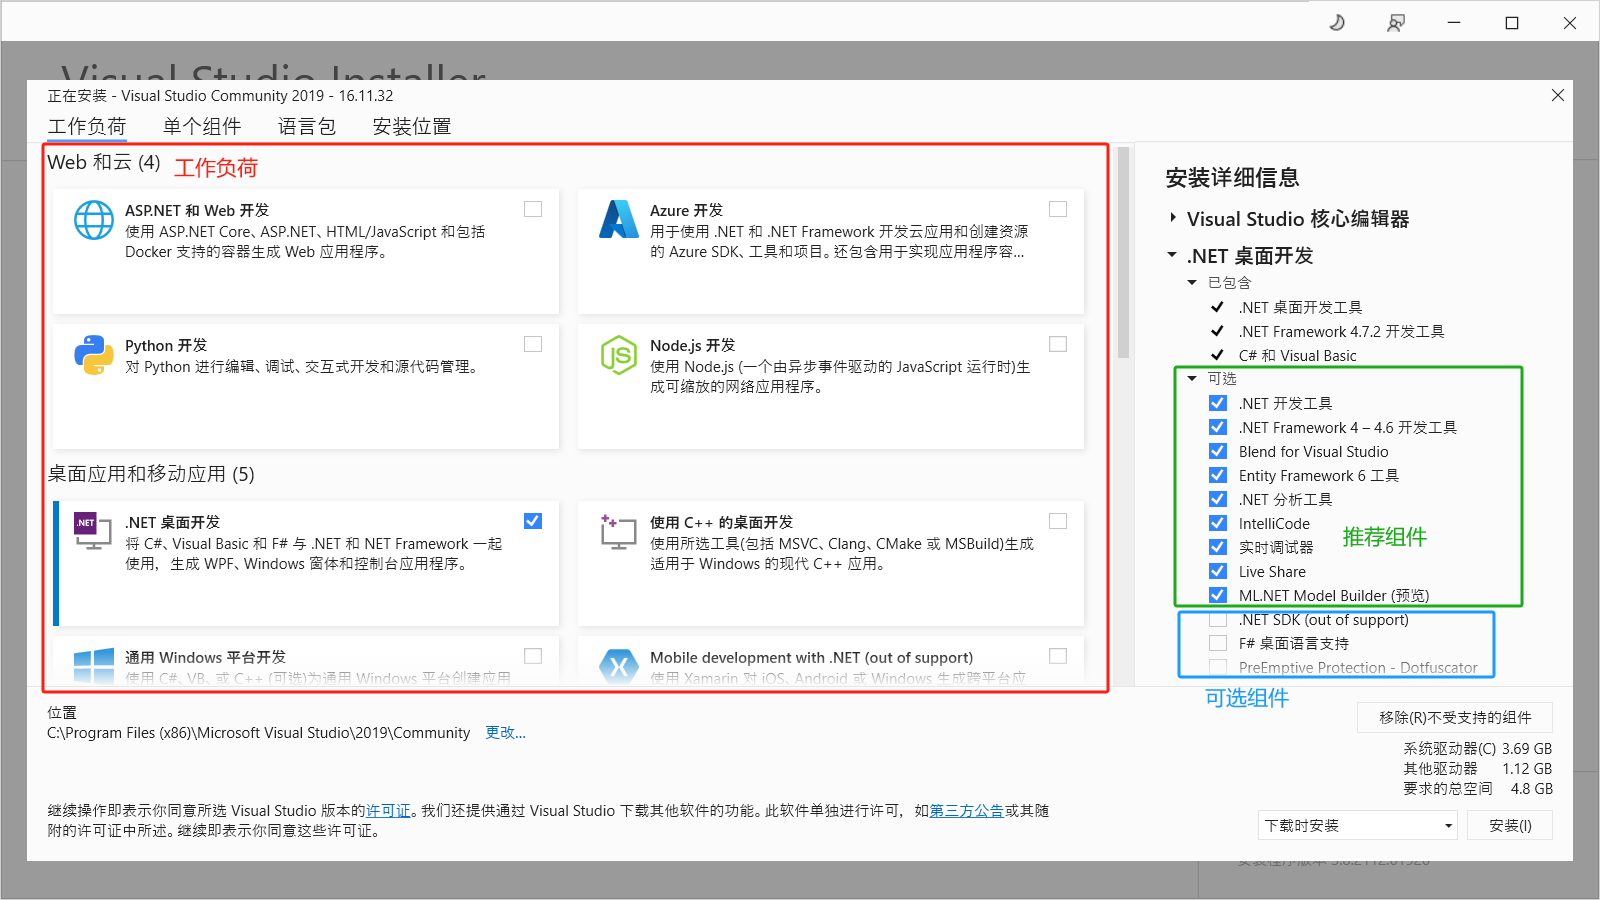 Visual Studio Installer
正在安装 - Visual Studio Community 2019 - 16.11.32
工作负荷 单个组件 语言包 安装位置
Web 和云 (4) 工作负荷
ASP.NET 和 Web 开发
使用 ASP.NET Core、ASP.NET、HTML/JavaScript 和包括
Docker 支持的容器生成 Web 应用程序。
Azure 开发
用于使用 .NET 和 .NET Framework 开发云应用和创建资源
的 Azure SDK、工具和项目。还包含用于实现应用程序容...
Python 开发
对 Python 进行编辑、调试、交互式开发和源代码管理。
Node.js 开发
使用 Node.js (一个由异步事件驱动的 JavaScript 运行时)生
成可缩放的网络应用程序。
桌面应用和移动应用 (5)
.NET
.NET 桌面开发
将 C#、Visual Basic 和 F# 与 .NET 和 NET Framework 一起
使用，生成 WPF、Windows 窗体和控制台应用程序。
使用 C++ 的桌面开发
使用所选工具(包括 MSVC、Clang、CMake 或 MSBuild)生成
适用于 Windows 的现代 C++ 应用。
通用 Windows 平台开发
使用 C#、VB、或 C++ (可选)为通用 Windows 平台创建应用
Mobile development with .NET (out of support)
使用 Xamarin 对 iOS、Android 或 Windows 生成跨平台应
安装详细信息
Visual Studio 核心编辑器
.NET 桌面开发
已包含
.NET 桌面开发工具
.NET Framework 4.7.2 开发工具
C# 和 Visual Basic
可选
.NET 开发工具
.NET Framework 4 – 4.6 开发工具
Blend for Visual Studio
Entity Framework 6 工具
.NET 分析工具
IntelliCode
实时调试器
推荐组件
Live Share
ML.NET Model Builder (预览)
.NET SDK (out of support)
F# 桌面语言支持
PreEmptive Protection - Dotfuscator
可选组件
位置
C:\Program Files (x86)\Microsoft Visual Studio\2019\Community 更改...
移除(R)不受支持的组件
系统驱动器(C) 3.69 GB
其他驱动器 1.12 GB
要求的总空间 4.8 GB
继续操作即表示你同意所选 Visual Studio 版本的许可证。我们还提供通过 Visual Studio 下载其他软件的功能。此软件单独进行许可，如第三方公告或其随
附的许可证中所述。继续即表示你同意这些许可证。
下载时安装 安装(I)